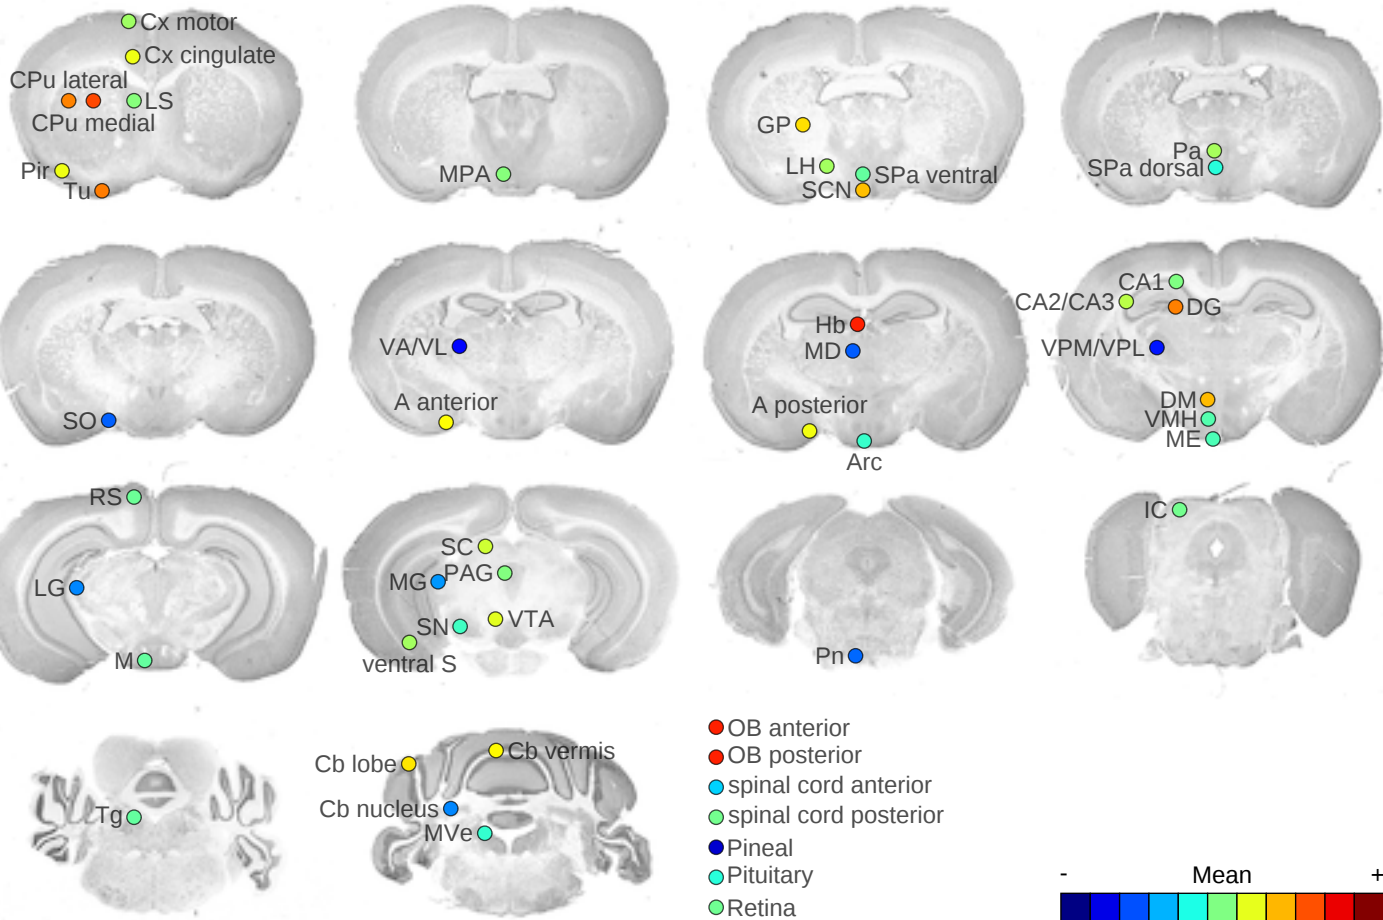 Cx motor
Cx cingulate
CPu lateral
LS
CPu medial
Pir
Tu
MPA
GP
LH
SPa ventral
SCN
Pa
SPa dorsal
SO
VA/VL
A anterior
Hb
MD
A posterior
Arc
CA1
CA2/CA3
DG
VPM/VPL
DM
VMH
ME
RS
LG
M
SC
MG
PAG
SN
VTA
ventral S
Pn
IC
Tg
Cb lobe
Cb vermis
Cb nucleus
MVe
OB anterior
OB posterior
spinal cord anterior
spinal cord posterior
Pineal
Pituitary
Retina
- Mean +